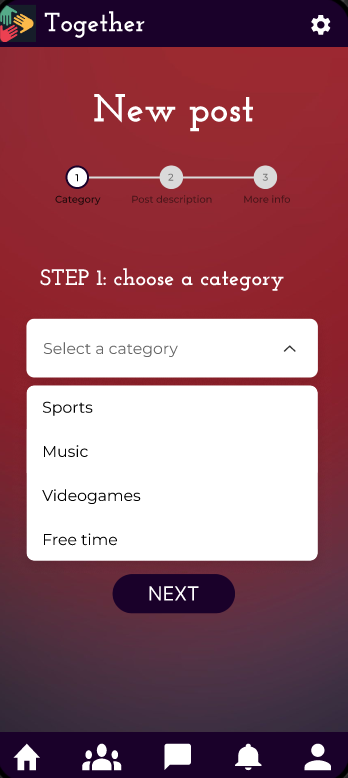 Together
New post
1 2 3
Category Post description More info
STEP 1: choose a category
Select a category
Sports
Music
Videogames
Free time
NEXT